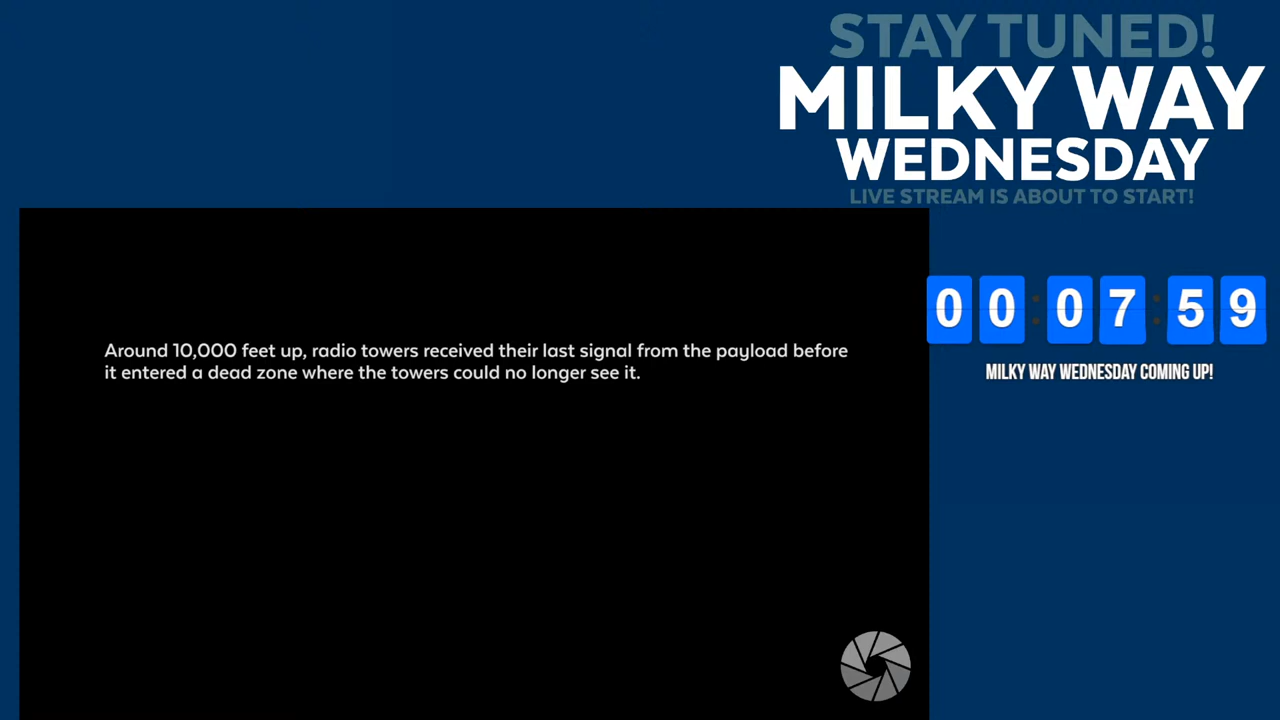 STAY TUNED!
MILKY WAY
WEDNESDAY
LIVE STREAM IS ABOUT TO START!
00:07:59
MILKY WAY WEDNESDAY COMING UP!
Around 10,000 feet up, radio towers received their last signal from the payload before
it entered a dead zone where the towers could no longer see it.